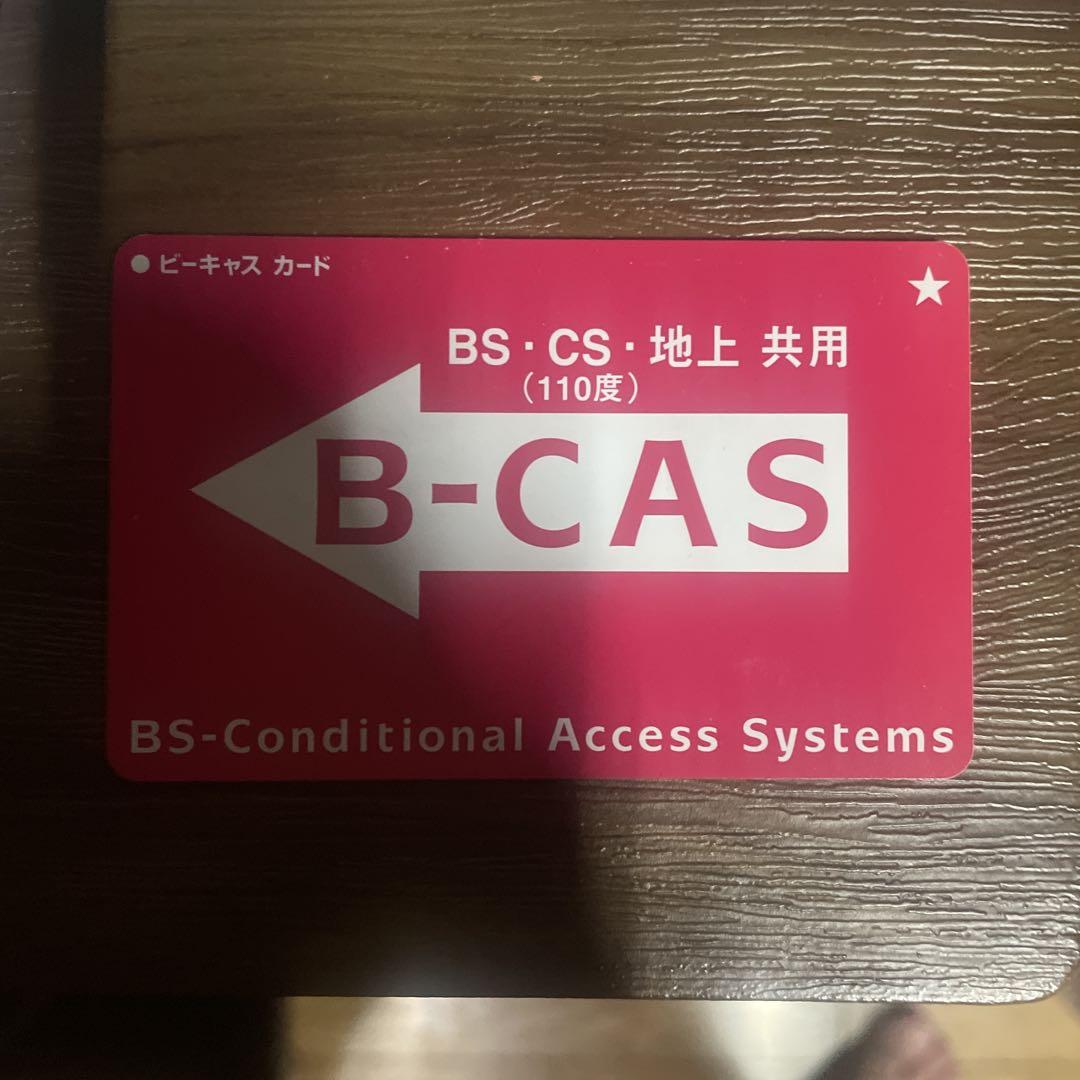 ● ビーキャス カード
★
BS・CS・地上 共用
(110度)
B-CAS
BS-Conditional Access Systems